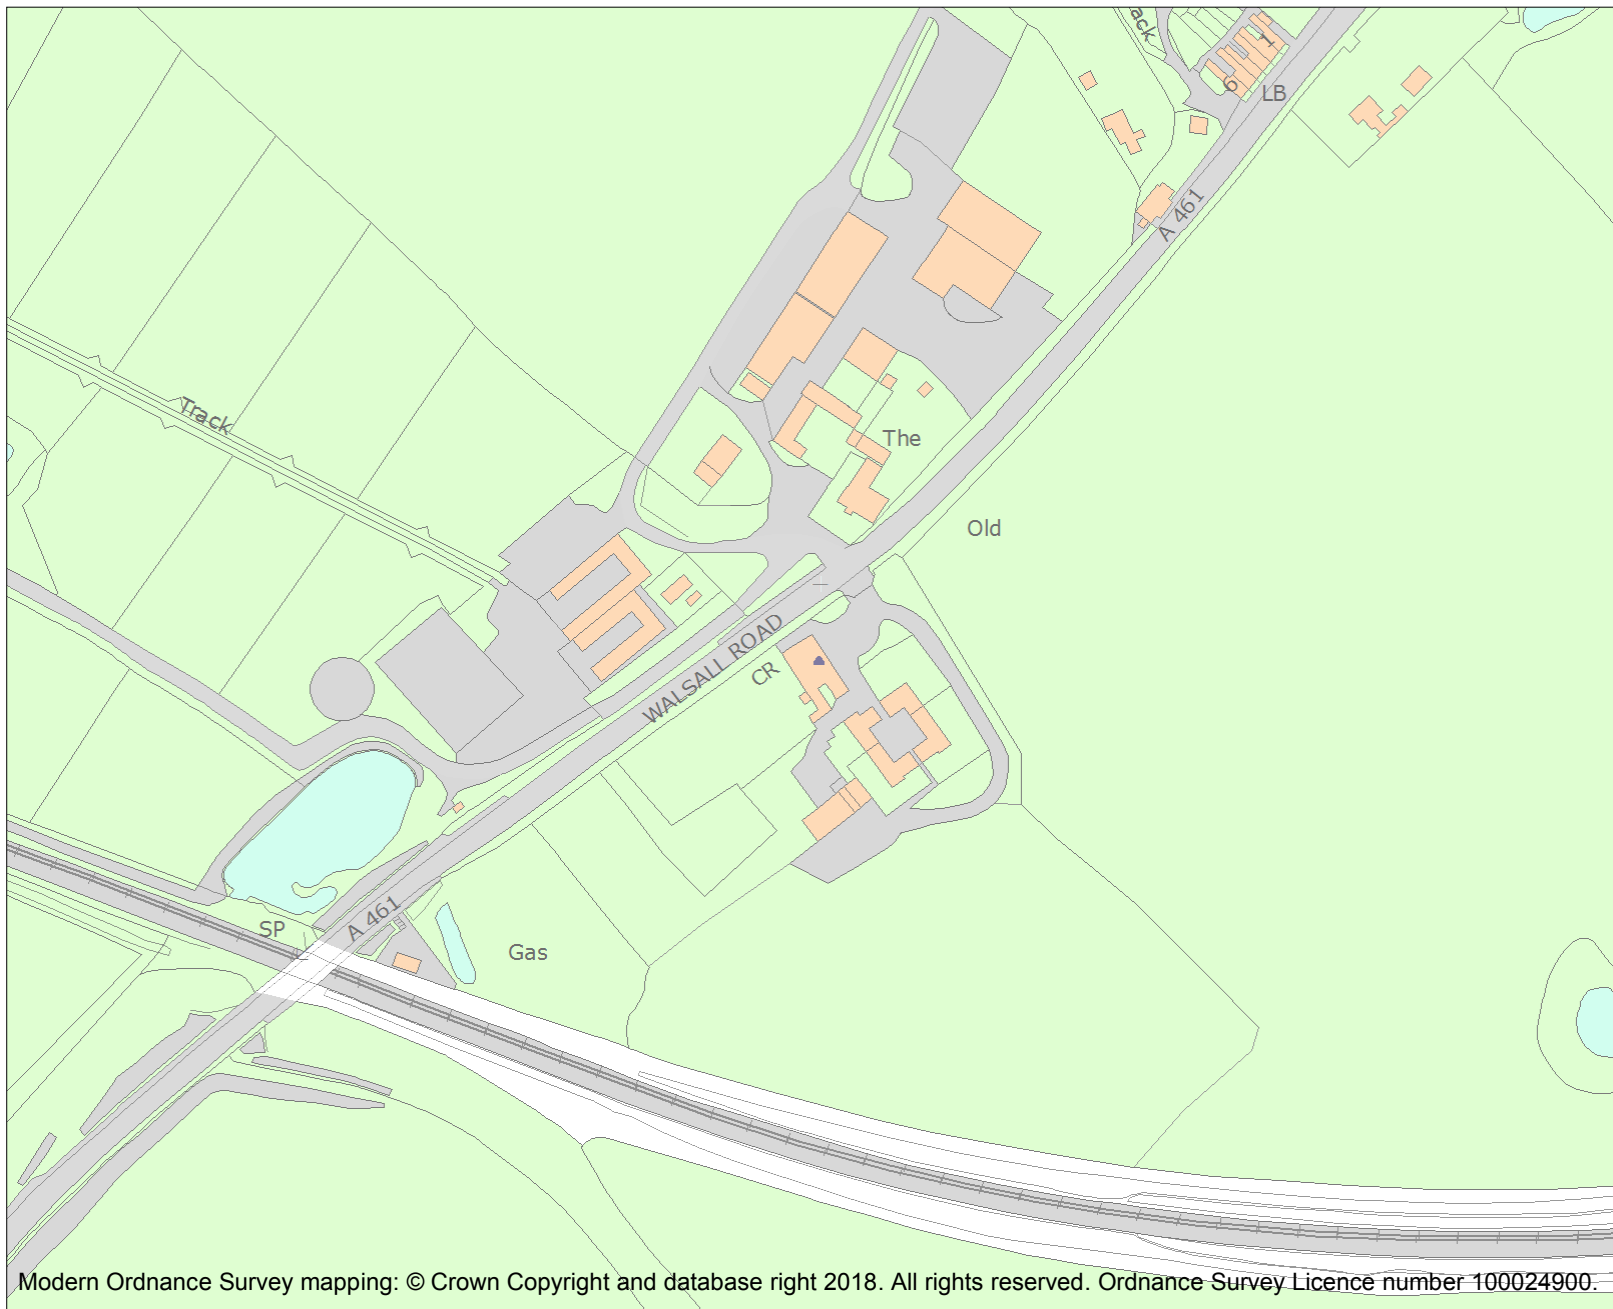 ack
1
6
LB
A 461
Track
The
Old
WALSALL ROAD
CR
A 461
SP
Gas
Modern Ordnance Survey mapping: © Crown Copyright and database right 2018. All rights reserved. Ordnance Survey Licence number 100024900.